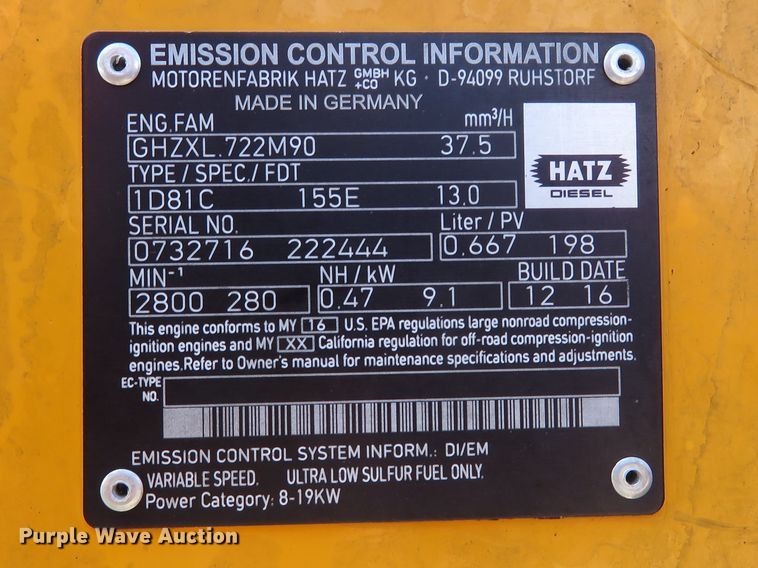 EMISSION CONTROL INFORMATION
MOTORENFABRIK HATZ GMBH +CO KG · D-94099 RUHSTORF
MADE IN GERMANY
ENG.FAM mm³/H
GHZXL.722M90 37.5
TYPE / SPEC./ FDT
1D81C 155E 13.0
HATZ
DIESEL
SERIAL NO. Liter / PV
0732716 222444 0.667 198
MIN-¹ NH / kW BUILD DATE
2800 280 0.47 9.1 12 16
This engine conforms to MY 16 U.S. EPA regulations large nonroad compression-
ignition engines and MY XX California regulation for off-road compression-ignition
engines.Refer to Owner's manual for maintenance specifications and adjustments.
EC-TYPE
NO.
EMISSION CONTROL SYSTEM INFORM.: DI/EM
VARIABLE SPEED. ULTRA LOW SULFUR FUEL ONLY.
Power Category: 8-19KW
Purple Wave Auction